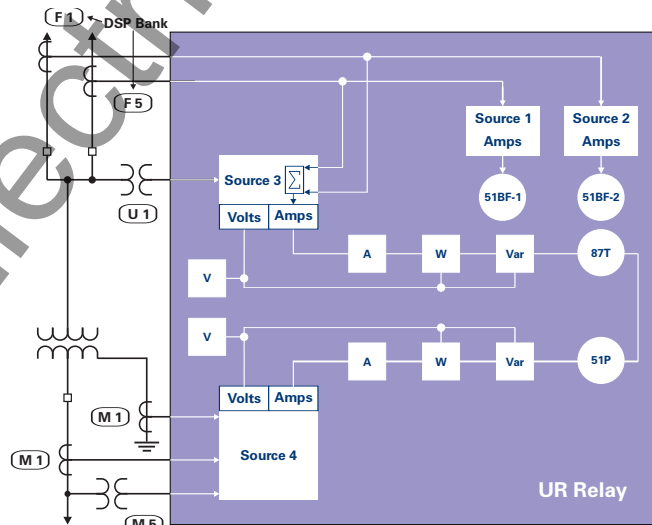 F 1
DSP Bank
F 5
U 1
Source 1
Amps
Source 2
Amps
Source 3
Σ
Volts
Amps
51BF-1
51BF-2
V
A
W
Var
87T
V
A
W
Var
51P
Volts
Amps
Source 4
M 1
M 1
M 5
UR Relay
ectri